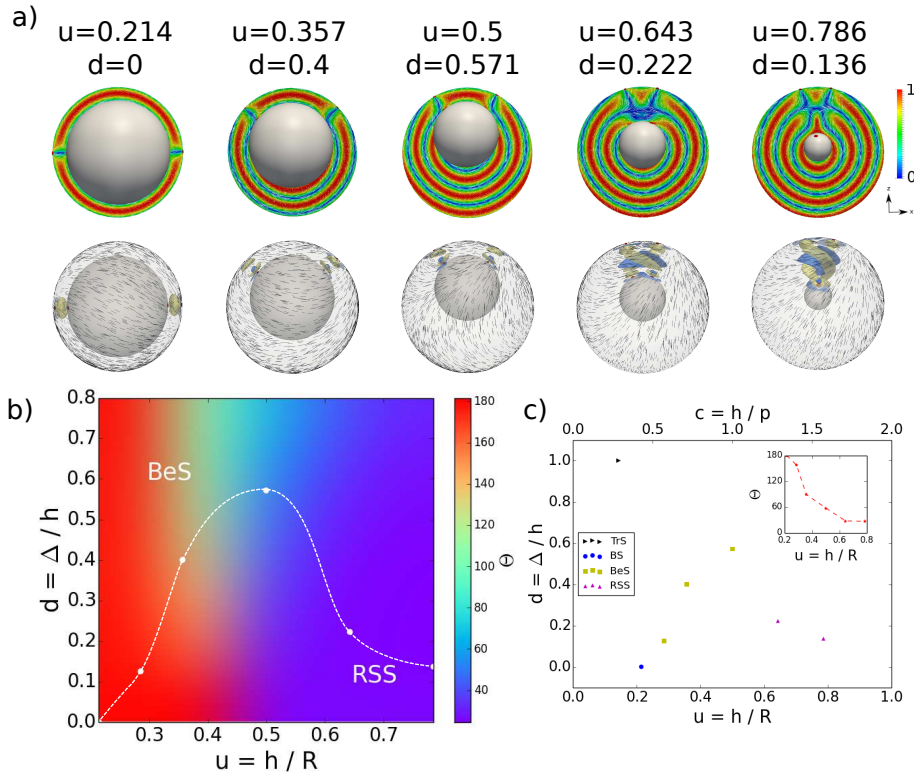 a)
u=0.214 u=0.357 u=0.5 u=0.643 u=0.786
d=0 d=0.4 d=0.571 d=0.222 d=0.136
1
0
z
x
b)
0.8
0.7
0.6
0.5
0.4
0.3
0.2
0.1
0.0
d = Δ / h
BeS
RSS
0.3 0.4 0.5 0.6 0.7
u = h / R
180
160
140
120
100
80
60
40
Θ
c)
c = h / p
0.0 0.5 1.0 1.5 2.0
1.0
0.8
0.6
0.4
0.2
0.0
d = Δ / h
TrS
BS
BeS
RSS
180
120
60
0
Θ
0.2 0.4 0.6 0.8
u = h / R
0.0 0.2 0.4 0.6 0.8 1.0
u = h / R